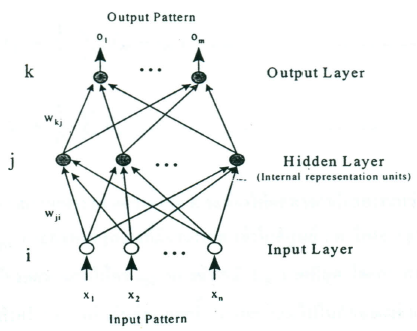 Output Pattern
o1 om
k ... Output Layer
wkj
j ... Hidden Layer
(Internal representation units)
wji
i ... Input Layer
x1 x2 xn
Input Pattern